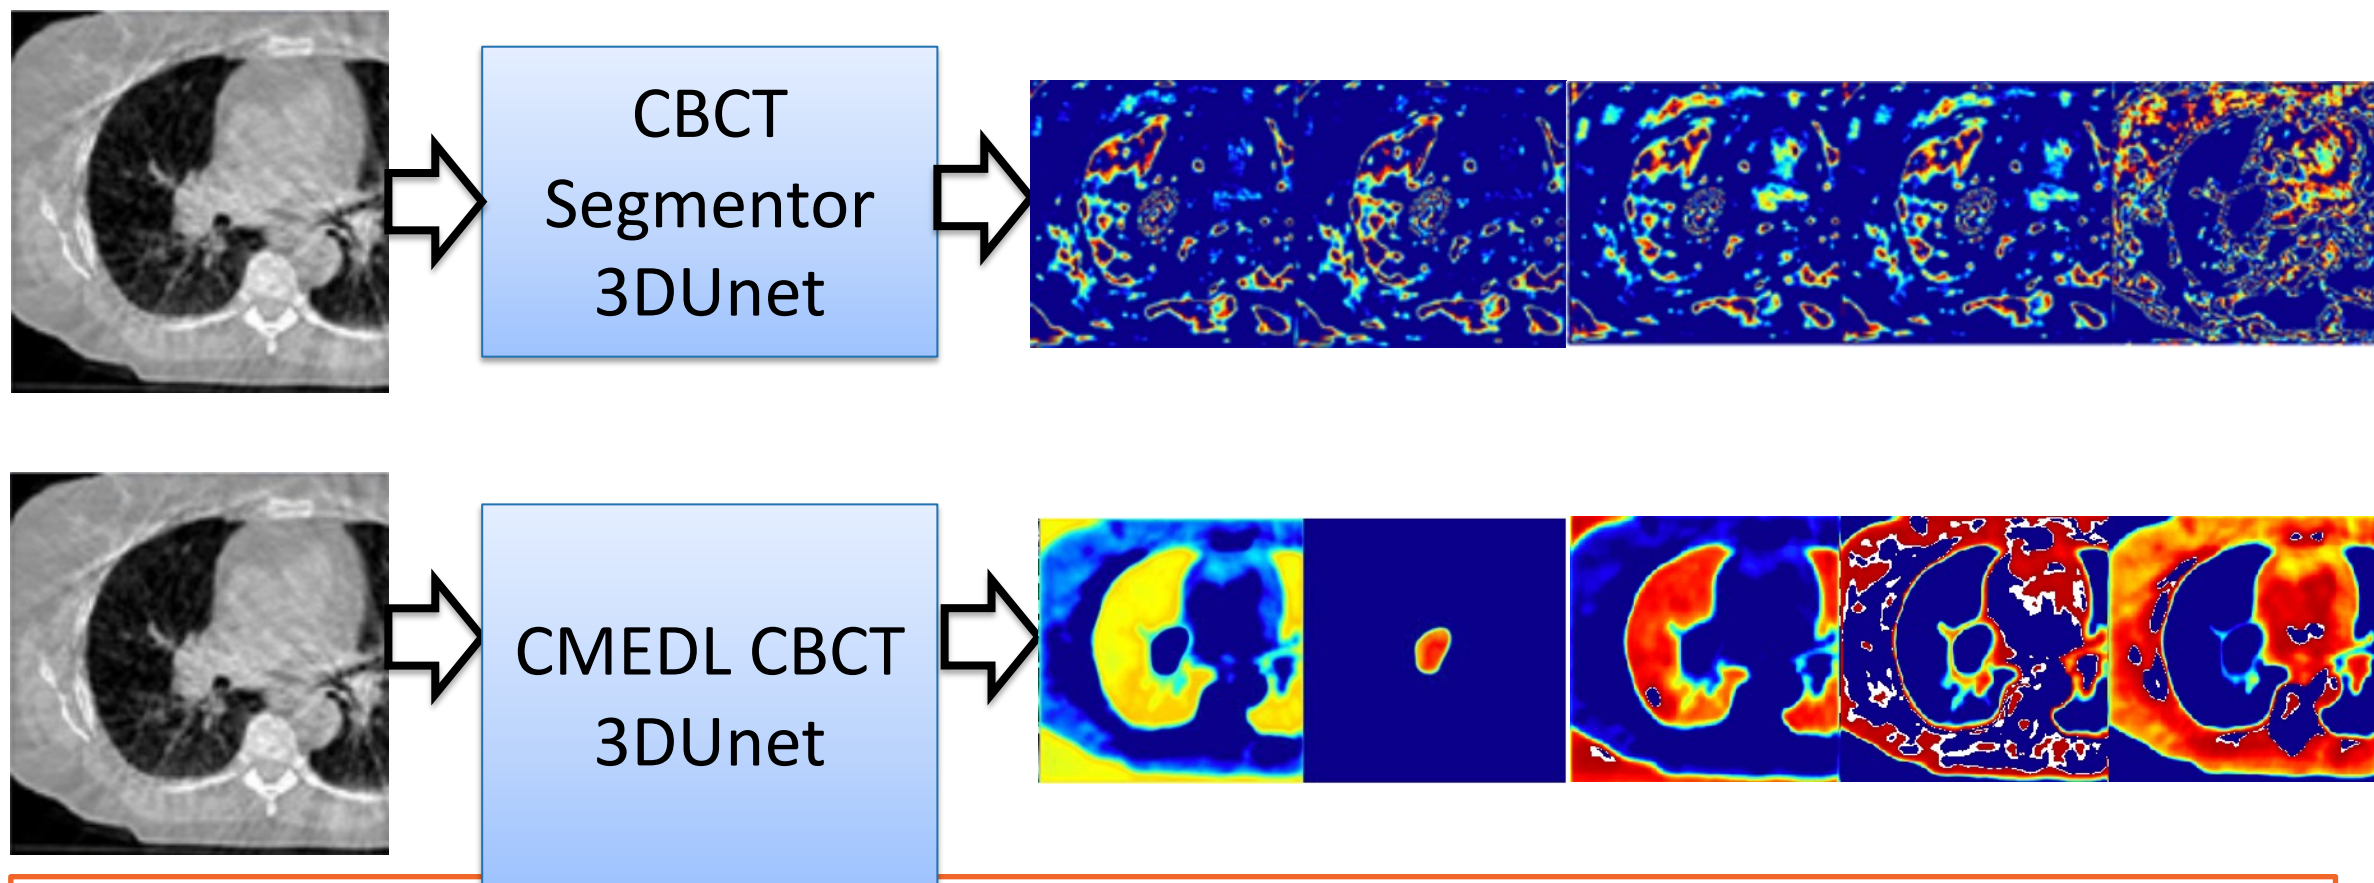 CBCT
Segmentor
3DUnet
CMEDL CBCT
3DUnet